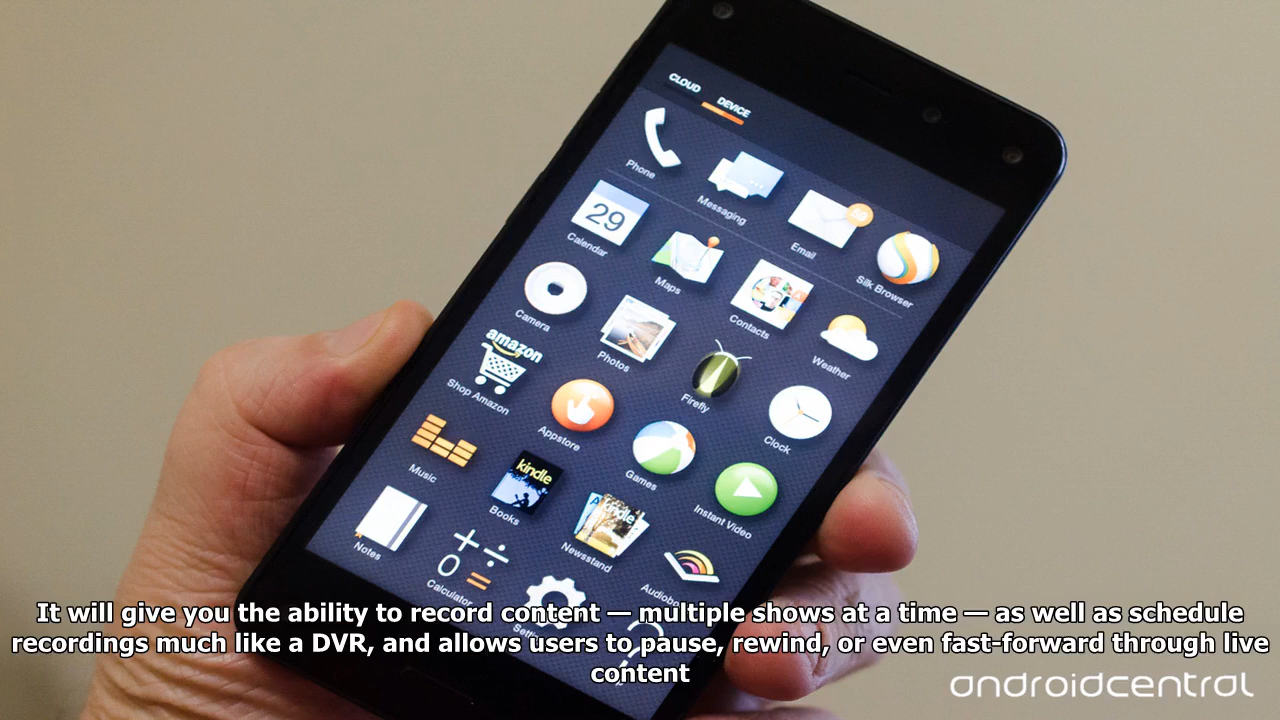 CLOUD DEVICE
Phone Messaging Email Silk Browser
29
Calendar Maps Contacts Weather
Camera Photos Firefly Clock
amazon
Shop Amazon Appstore Games Instant Video
kindle
Music Books Newsstand
Notes Calculator
It will give you the ability to record content — multiple shows at a time — as well as schedule
recordings much like a DVR, and allows users to pause, rewind, or even fast-forward through live
content
androidcentral